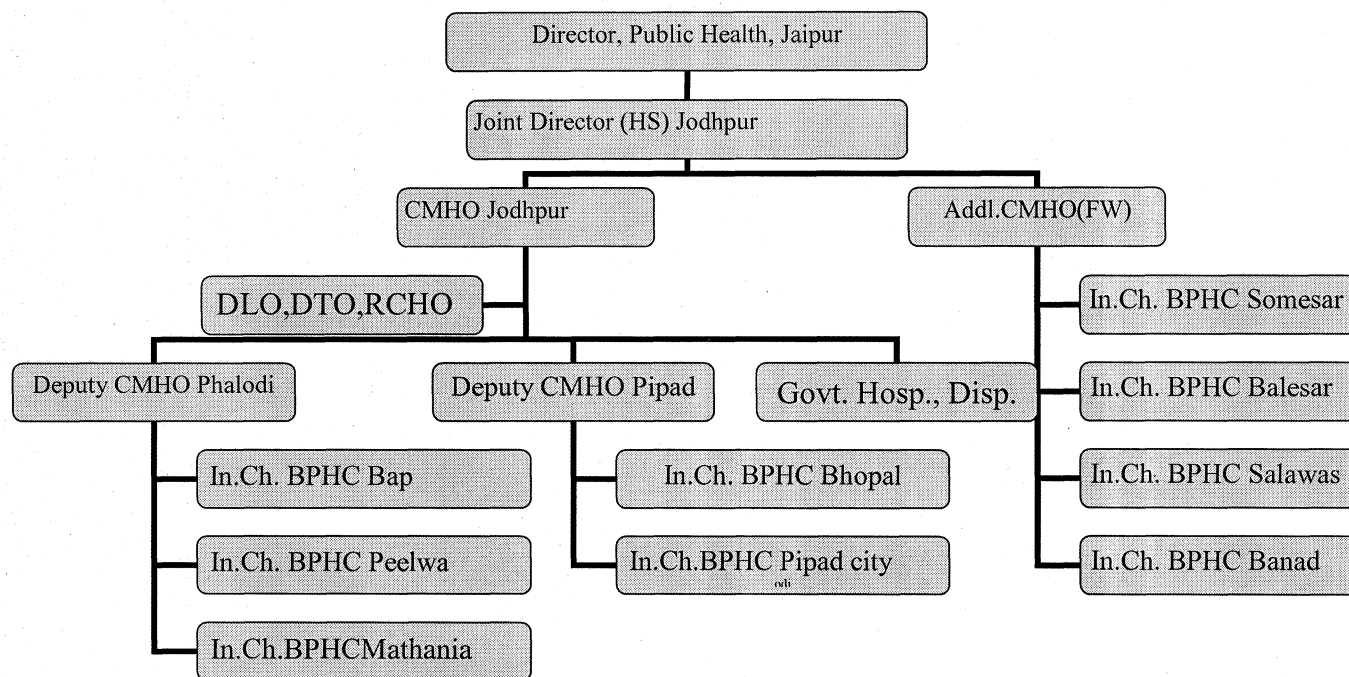 Director, Public Health, Jaipur
Joint Director (HS) Jodhpur
CMHO Jodhpur
Addl.CMHO(FW)
DLO,DTO,RCHO
In.Ch. BPHC Somesar
Deputy CMHO Phalodi
Deputy CMHO Pipad
Govt. Hosp., Disp.
In.Ch. BPHC Balesar
In.Ch. BPHC Bap
In.Ch. BPHC Bhopal
In.Ch. BPHC Salawas
In.Ch. BPHC Peelwa
In.Ch.BPHC Pipad city
odi
In.Ch. BPHC Banad
In.Ch.BPHCMathania